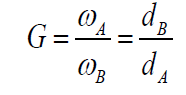 G = ω_A / ω_B = d_B / d_A